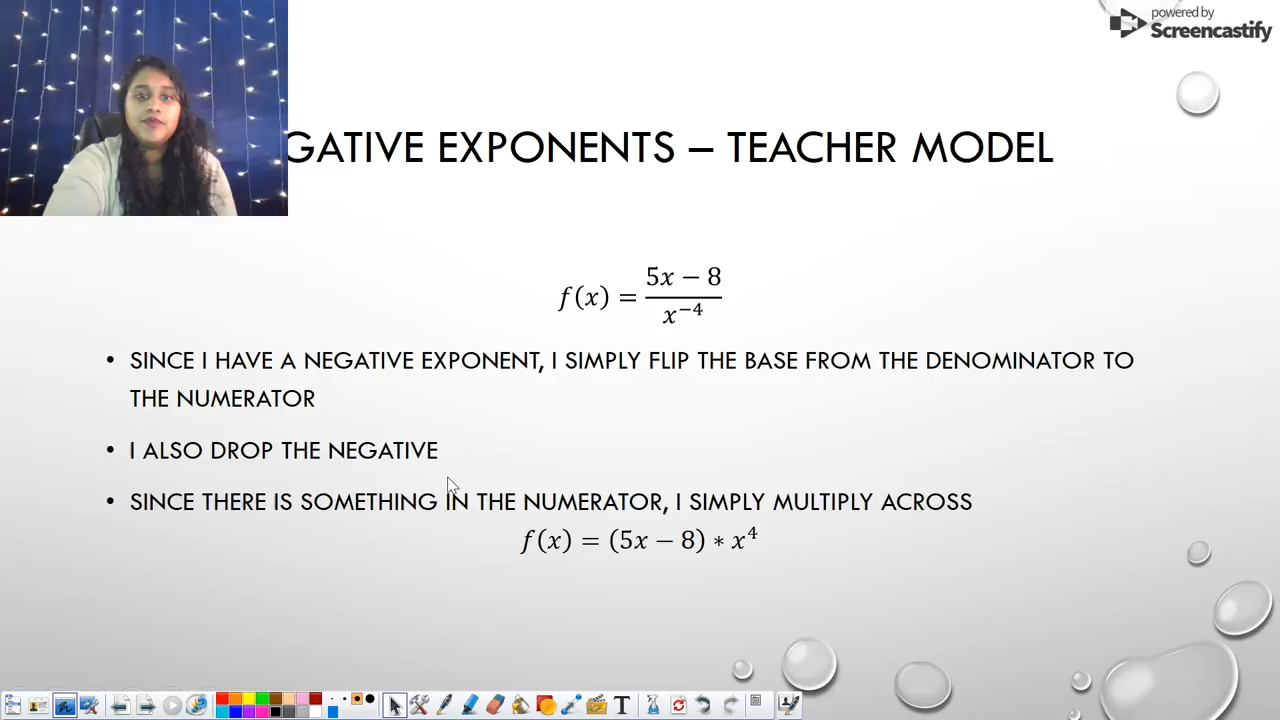 powered by
Screencastify
GATIVE EXPONENTS – TEACHER MODEL
f(x) = \frac{5x − 8}{x^{−4}}
• SINCE I HAVE A NEGATIVE EXPONENT, I SIMPLY FLIP THE BASE FROM THE DENOMINATOR TO
THE NUMERATOR
• I ALSO DROP THE NEGATIVE
• SINCE THERE IS SOMETHING IN THE NUMERATOR, I SIMPLY MULTIPLY ACROSS
f(x) = (5x − 8) ∗ x⁴